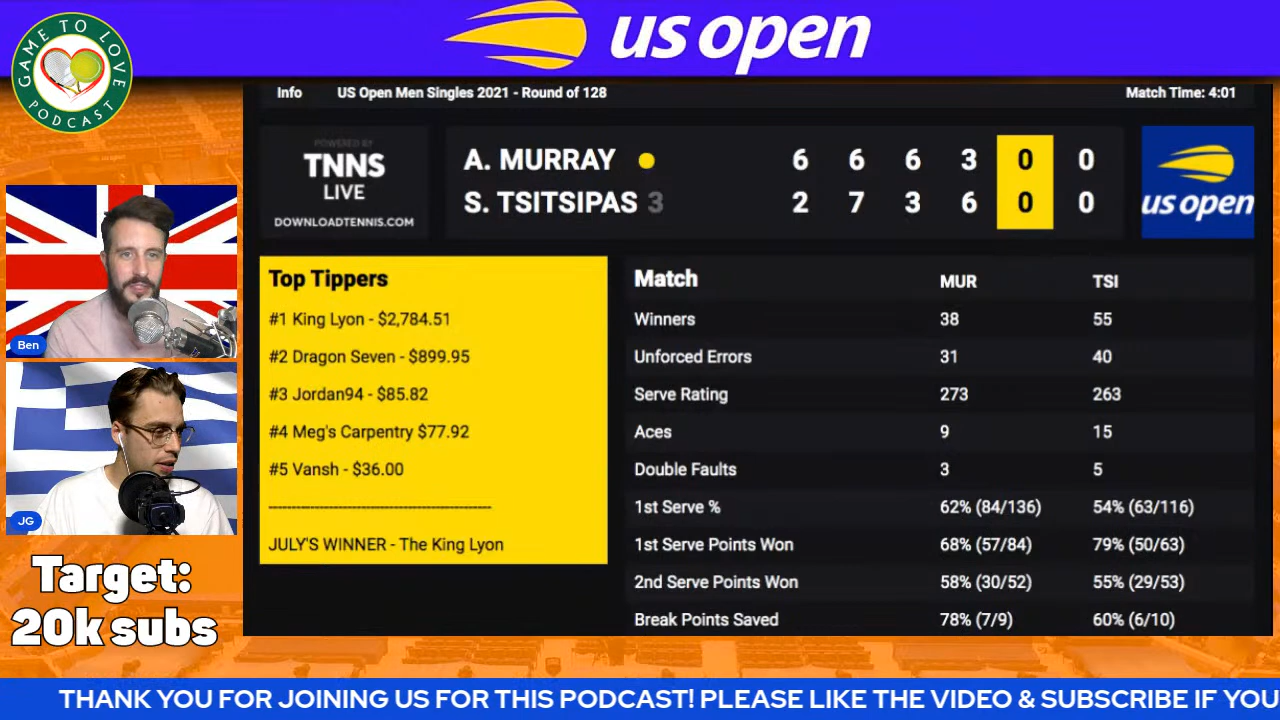 GAME TO LOVE
PODCAST
us open
Info US Open Men Singles 2021 - Round of 128 Match Time: 4:01
POWERED BY
TNNS
LIVE
DOWNLOADTENNIS.COM
A. MURRAY 6 6 6 3 0 0
S. TSITSIPAS 3 2 7 3 6 0 0
us open
Ben
JG
Target:
20k subs
Top Tippers
#1 King Lyon - $2,784.51
#2 Dragon Seven - $899.95
#3 Jordan94 - $85.82
#4 Meg's Carpentry $77.92
#5 Vansh - $36.00
--------------------------------------------------
JULY'S WINNER - The King Lyon
Match MUR TSI
Winners 38 55
Unforced Errors 31 40
Serve Rating 273 263
Aces 9 15
Double Faults 3 5
1st Serve % 62% (84/136) 54% (63/116)
1st Serve Points Won 68% (57/84) 79% (50/63)
2nd Serve Points Won 58% (30/52) 55% (29/53)
Break Points Saved 78% (7/9) 60% (6/10)
THANK YOU FOR JOINING US FOR THIS PODCAST! PLEASE LIKE THE VIDEO & SUBSCRIBE IF YOU